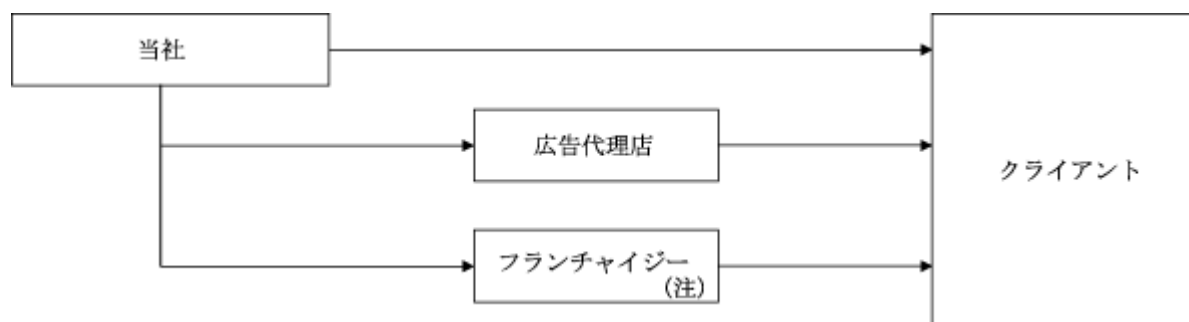 当社
広告代理店
クライアント
フランチャイジー
(注)